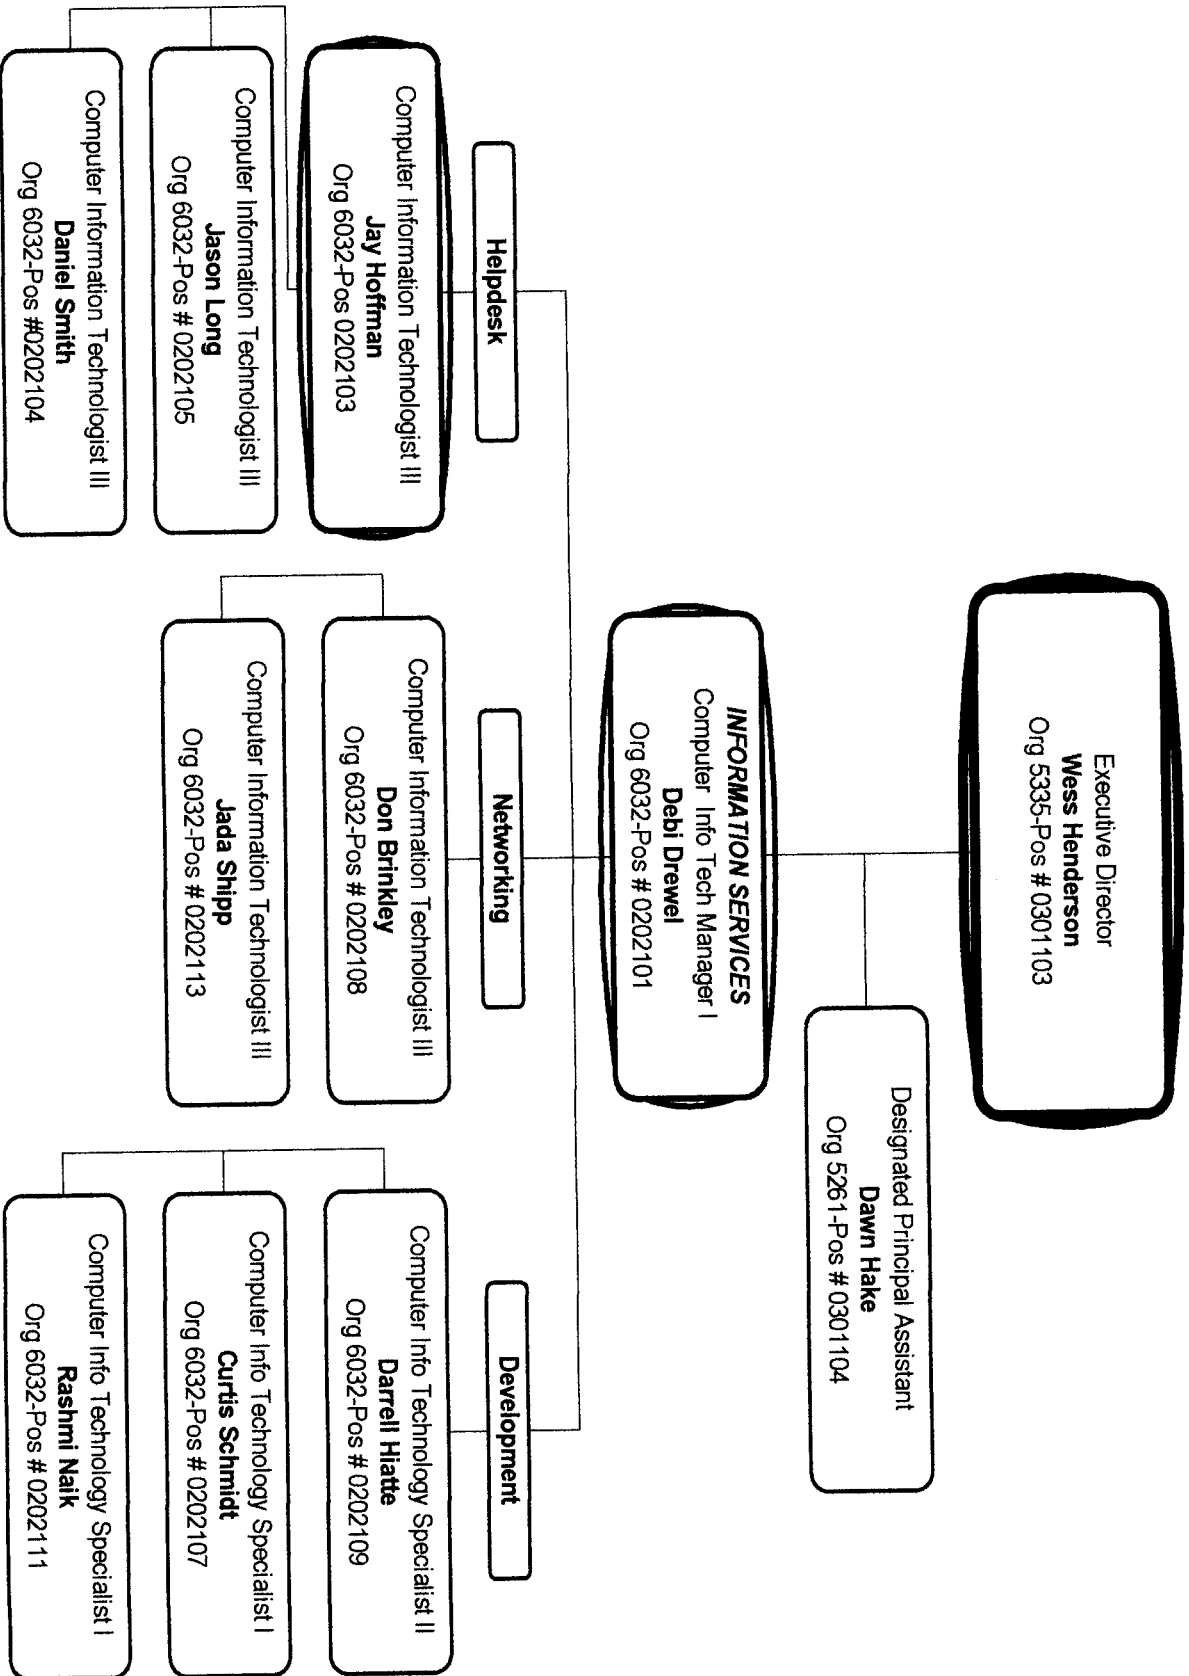 Executive Director
Wess Henderson
Org 5335-Pos # 0301103
Designated Principal Assistant
Dawn Hake
Org 5261-Pos # 0301104
INFORMATION SERVICES
Computer Info Tech Manager I
Debi Drewel
Org 6032-Pos # 0202101
Helpdesk
Computer Information Technologist III
Jay Hoffman
Org 6032-Pos 0202103
Computer Information Technologist III
Jason Long
Org 6032-Pos # 0202105
Computer Information Technologist III
Daniel Smith
Org 6032-Pos #0202104
Networking
Computer Information Technologist III
Don Brinkley
Org 6032-Pos # 0202108
Computer Information Technologist III
Jada Shipp
Org 6032-Pos # 0202113
Development
Computer Info Technology Specialist II
Darrell Hiatte
Org 6032-Pos # 0202109
Computer Info Technology Specialist I
Curtis Schmidt
Org 6032-Pos # 0202107
Computer Info Technology Specialist I
Rashmi Naik
Org 6032-Pos # 0202111